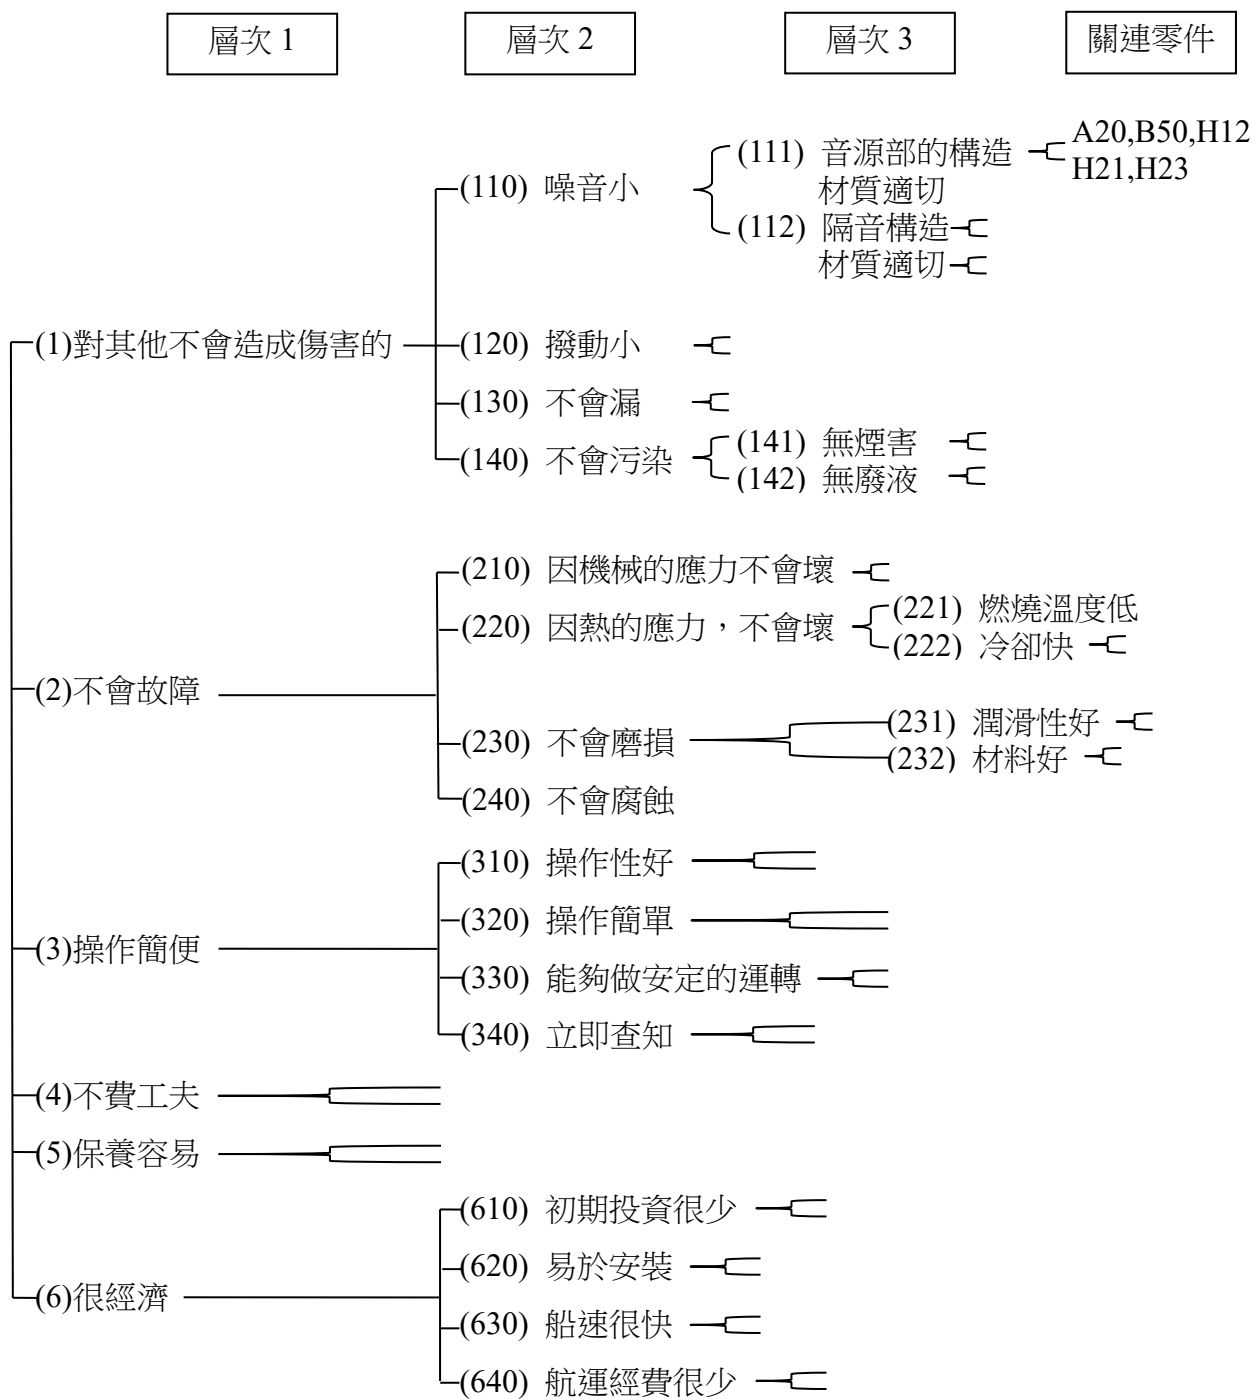 層次 1
層次 2
層次 3
關連零件
(111) 音源部的構造
A20,B50,H12
H21,H23
(110) 噪音小
材質適切
(112) 隔音構造
材質適切
(1)對其他不會造成傷害的
(120) 撥動小
(130) 不會漏
(140) 不會污染
(141) 無煙害
(142) 無廢液
(210) 因機械的應力不會壞
(220) 因熱的應力，不會壞
(221) 燃燒溫度低
(222) 冷卻快
(2)不會故障
(230) 不會磨損
(231) 潤滑性好
(232) 材料好
(240) 不會腐蝕
(310) 操作性好
(320) 操作簡單
(3)操作簡便
(330) 能夠做安定的運轉
(340) 立即查知
(4)不費工夫
(5)保養容易
(610) 初期投資很少
(620) 易於安裝
(6)很經濟
(630) 船速很快
(640) 航運經費很少